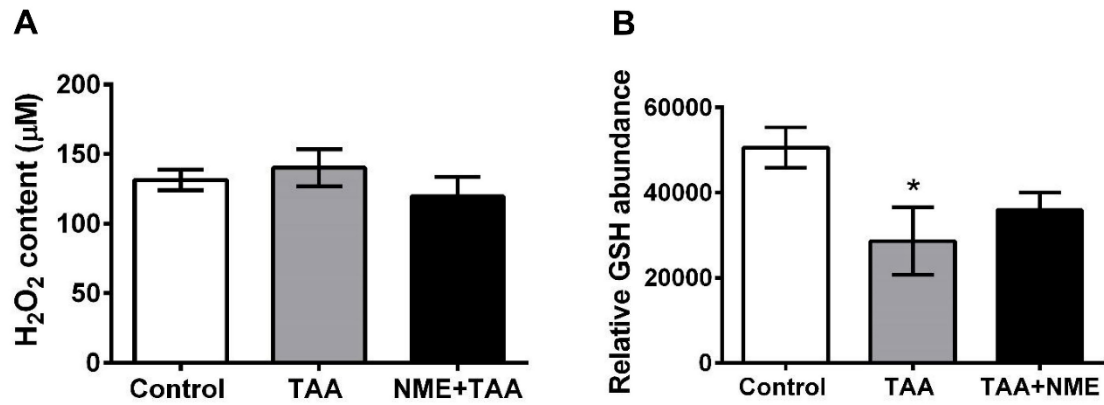 A
H₂O₂ content (μM)
200
150
100
50
0
Control
TAA
NME+TAA
B
Relative GSH abundance
60000
40000
20000
0
*
Control
TAA
TAA+NME